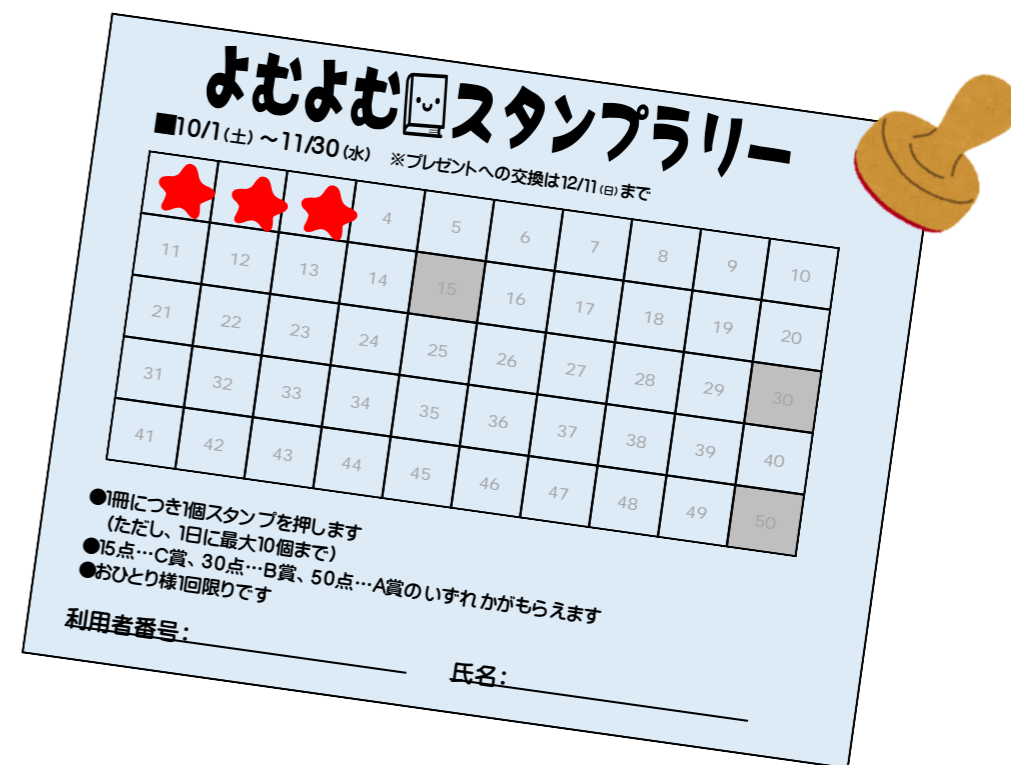 よむよむスタンプラリー
■10/1(土)~11/30(水) ※プレゼントへの交換は12/11(日)まで
4 5 6 7 8 9 10
11 12 13 14 15 16 17 18 19 20
21 22 23 24 25 26 27 28 29 30
31 32 33 34 35 36 37 38 39 40
41 42 43 44 45 46 47 48 49 50
●1冊につき1個スタンプを押します
(ただし、1日に最大10個まで)
●15点…C賞、30点…B賞、50点…A賞のいずれかがもらえます
●おひとり様1回限りです
利用者番号: 氏名: